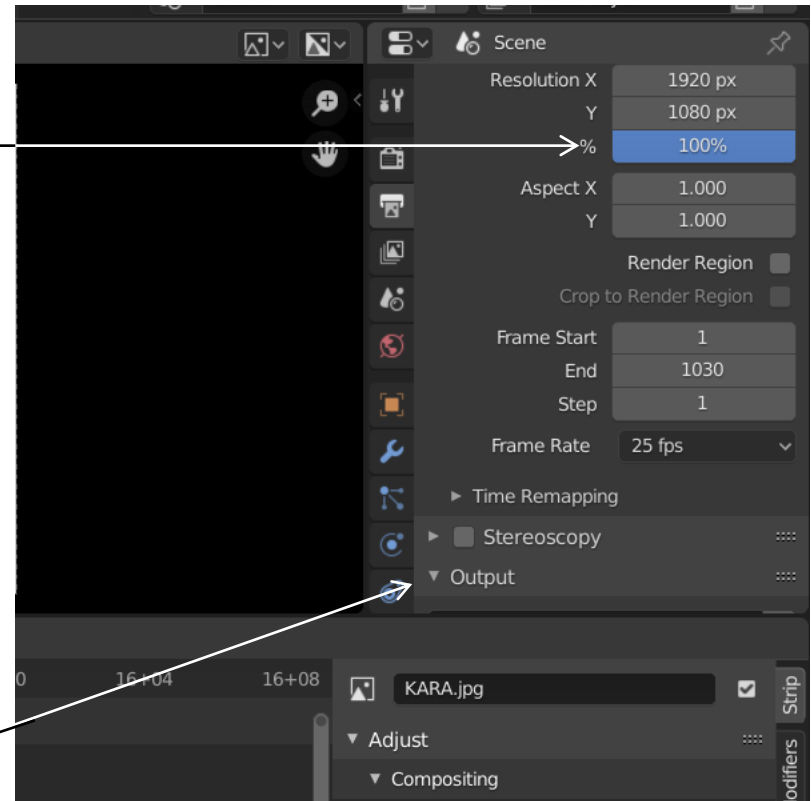 Scene
Resolution X 1920 px
Y 1080 px
% 100%
Aspect X 1.000
Y 1.000
Render Region
Crop to Render Region
Frame Start 1
End 1030
Step 1
Frame Rate 25 fps
Time Remapping
Stereoscopy
Output
0 16+04 16+08
KARA.jpg
Strip
Adjust
Compositing
odifiers